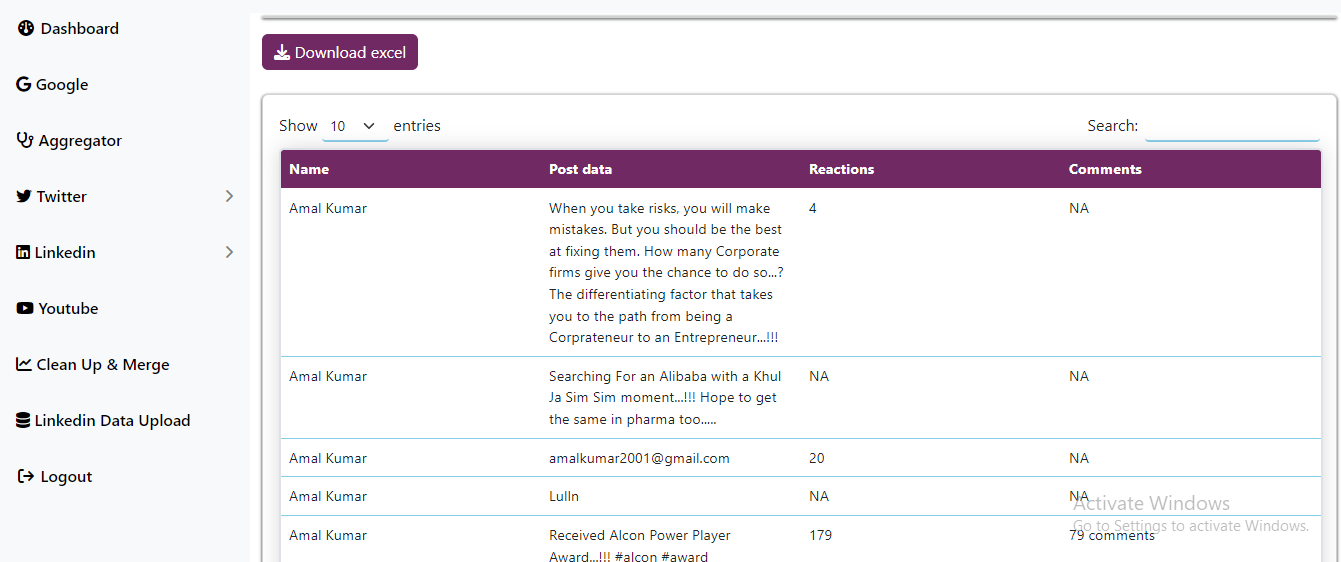 Dashboard
Google
Aggregator
Twitter
Linkedin
Youtube
Clean Up & Merge
Linkedin Data Upload
Logout
Download excel
Show 10 entries
Search:
Name Post data Reactions Comments
Amal Kumar When you take risks, you will make 4 NA
mistakes. But you should be the best
at fixing them. How many Corporate
firms give you the chance to do so...?
The differentiating factor that takes
you to the path from being a
Corprateneur to an Entrepreneur...!!!
Amal Kumar Searching For an Alibaba with a Khul NA NA
Ja Sim Sim moment...!!! Hope to get
the same in pharma too.....
Amal Kumar amalkumar2001@gmail.com 20 NA
Amal Kumar Lulln NA NA
Activate Windows
Go to Settings to activate Windows.
Amal Kumar Received Alcon Power Player 179 79 comments
Award...!!! #alcon #award